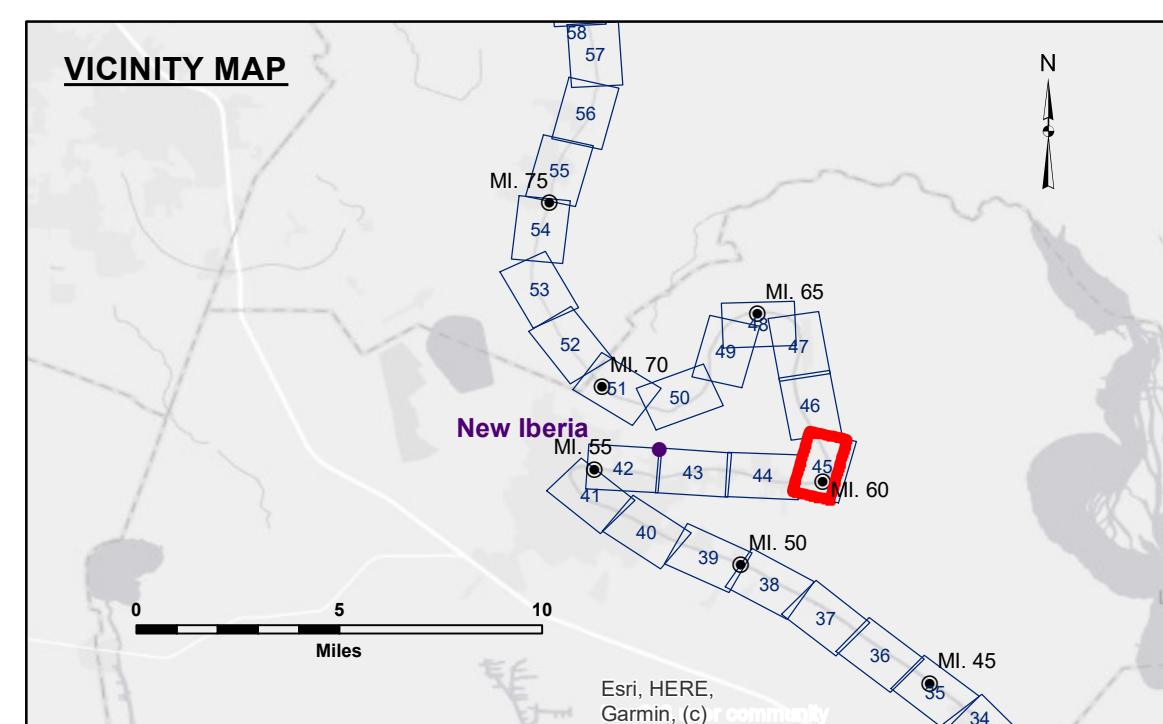 VICINITY MAP
N
58
57
56
55
MI. 75
54
53
52
MI. 65
48
47
49
MI. 70
51
50
46
New Iberia
MI. 55
42
43
44
45
MI. 60
41
40
39
MI. 50
38
37
36
MI. 45
35
34
0 5 10
Miles
Esri, HERE,
Garmin, (c)
community